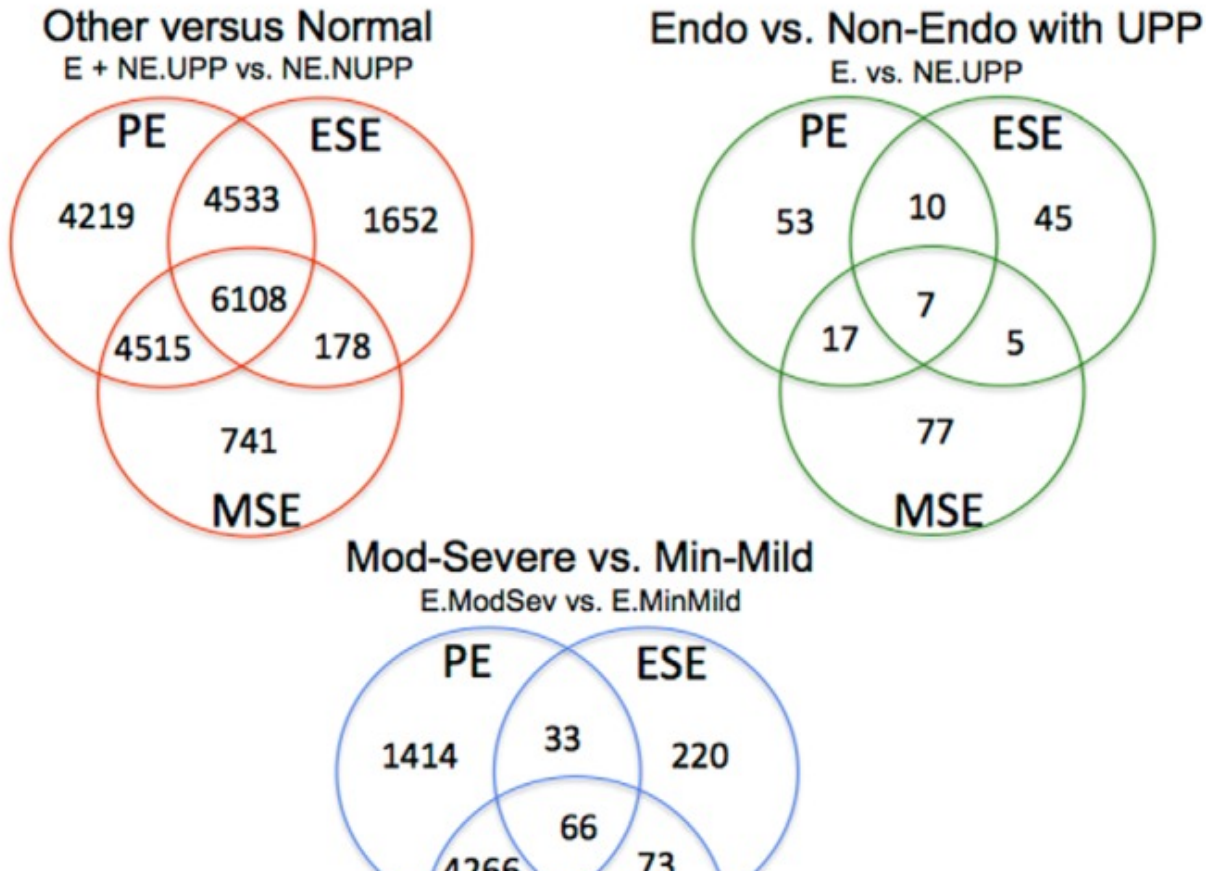 Other versus Normal
E + NE.UPP vs. NE.NUPP
PE
ESE
4219
4533
1652
6108
4515
178
741
MSE
Endo vs. Non-Endo with UPP
E. vs. NE.UPP
PE
ESE
53
10
45
7
17
5
77
MSE
Mod-Severe vs. Min-Mild
E.ModSev vs. E.MinMild
PE
ESE
1414
33
220
66
4266
73